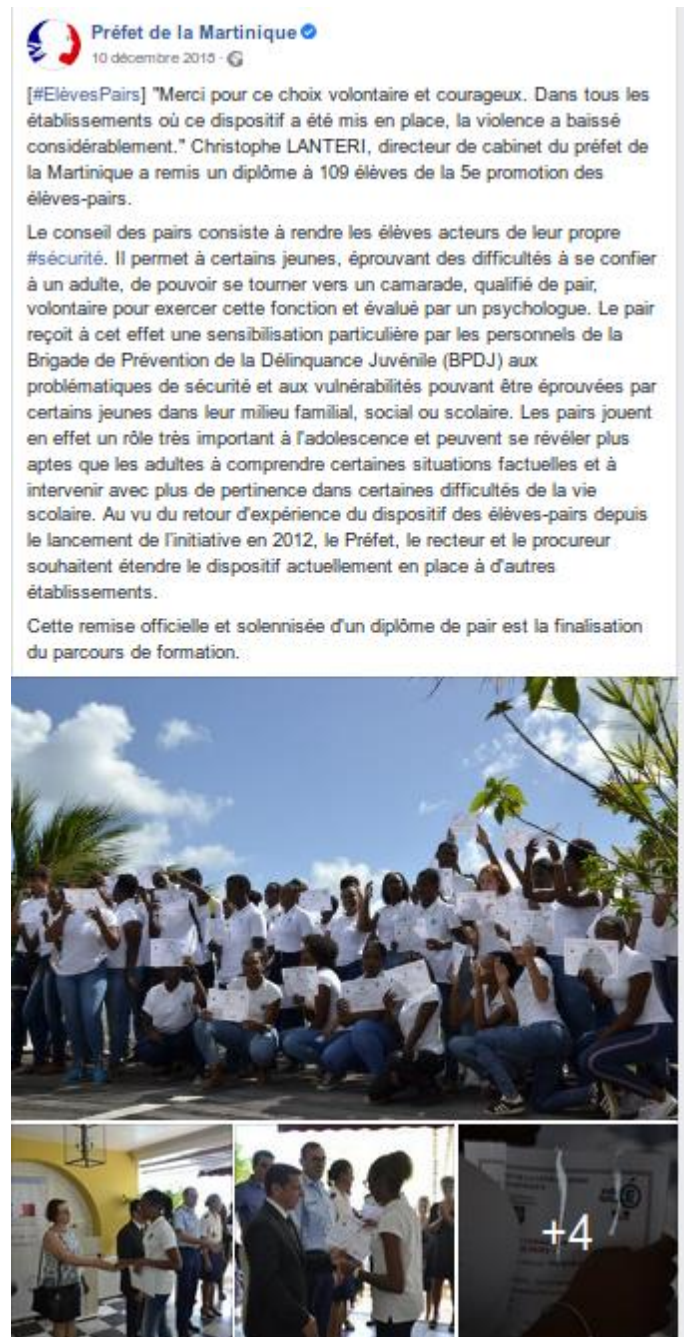 Préfet de la Martinique
10 décembre 2018 ·
[#ElèvesPairs] "Merci pour ce choix volontaire et courageux. Dans tous les
établissements où ce dispositif a été mis en place, la violence a baissé
considérablement." Christophe LANTERI, directeur de cabinet du préfet de
la Martinique a remis un diplôme à 109 élèves de la 5e promotion des
élèves-pairs.
Le conseil des pairs consiste à rendre les élèves acteurs de leur propre
#sécurité. Il permet à certains jeunes, éprouvant des difficultés à se confier
à un adulte, de pouvoir se tourner vers un camarade, qualifié de pair,
volontaire pour exercer cette fonction et évalué par un psychologue. Le pair
reçoit à cet effet une sensibilisation particulière par les personnels de la
Brigade de Prévention de la Délinquance Juvénile (BPDJ) aux
problématiques de sécurité et aux vulnérabilités pouvant être éprouvées par
certains jeunes dans leur milieu familial, social ou scolaire. Les pairs jouent
en effet un rôle très important à l'adolescence et peuvent se révéler plus
aptes que les adultes à comprendre certaines situations factuelles et à
intervenir avec plus de pertinence dans certaines difficultés de la vie
scolaire. Au vu du retour d'expérience du dispositif des élèves-pairs depuis
le lancement de l'initiative en 2012, le Préfet, le recteur et le procureur
souhaitent étendre le dispositif actuellement en place à d'autres
établissements.
Cette remise officielle et solennisée d'un diplôme de pair est la finalisation
du parcours de formation.
+4